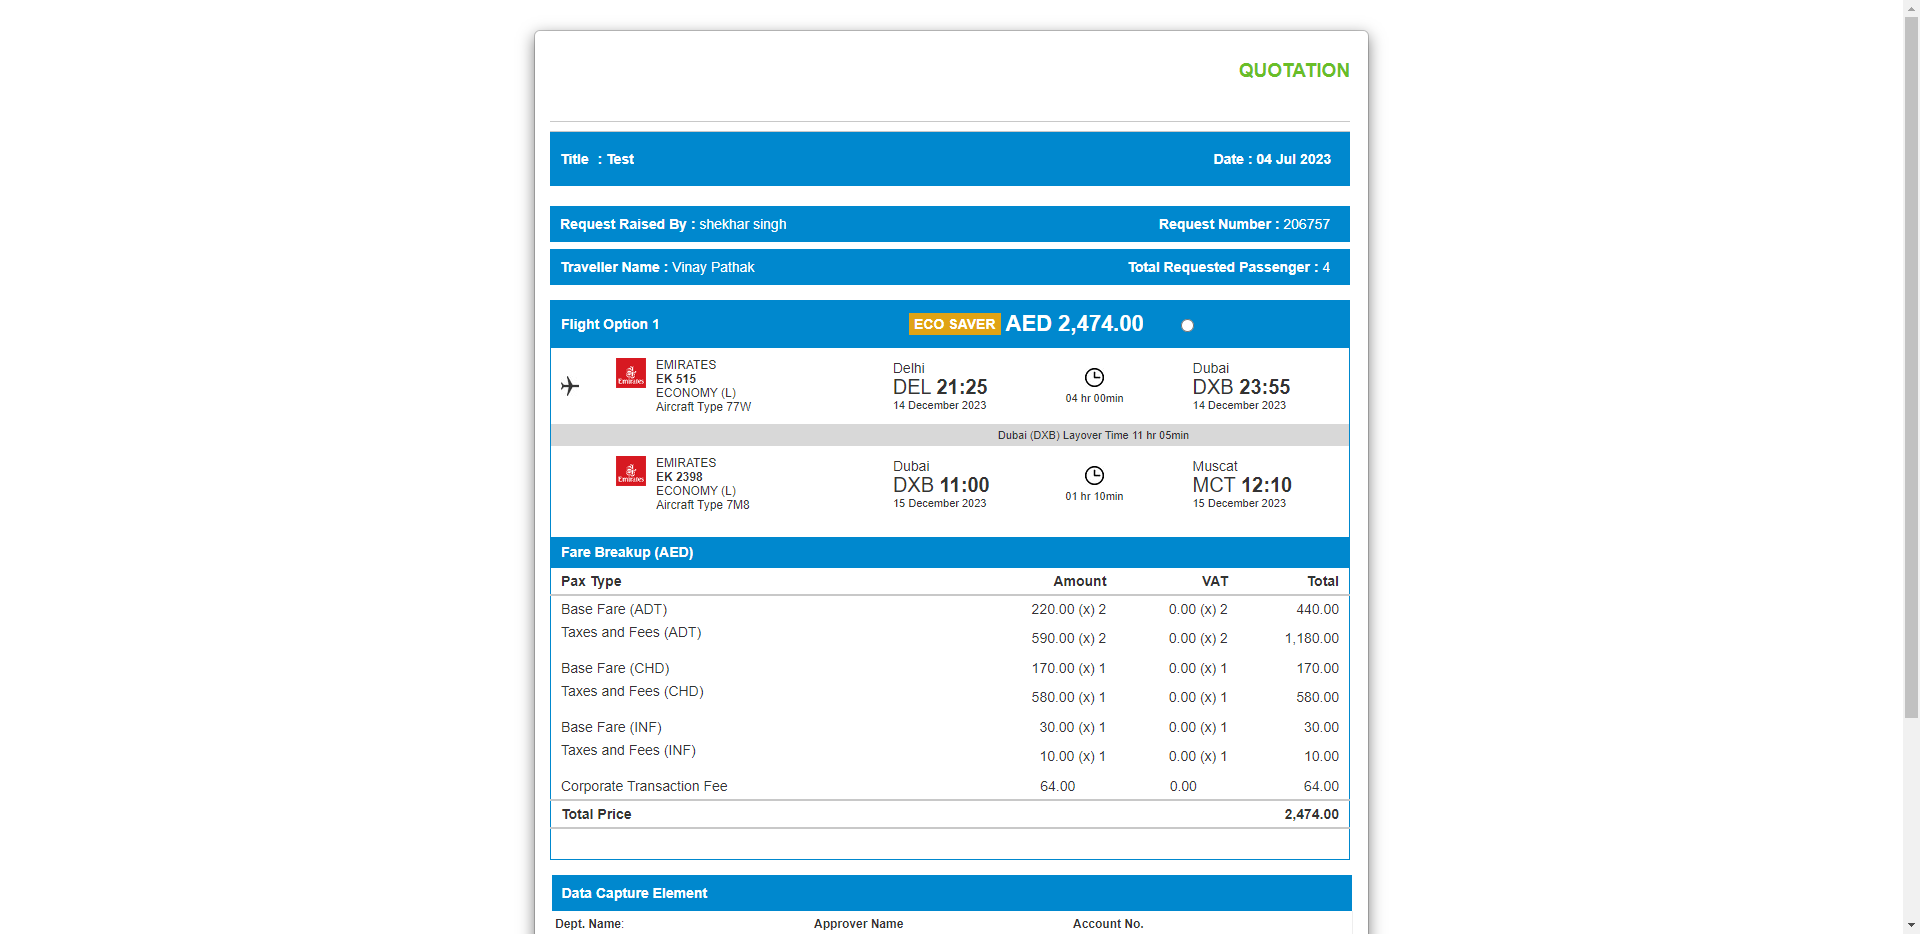 QUOTATION
Title : Test Date : 04 Jul 2023
Request Raised By : shekhar singh Request Number : 206757
Traveller Name : Vinay Pathak Total Requested Passenger : 4
Flight Option 1 ECO SAVER AED 2,474.00
Emirates
EMIRATES
EK 515
ECONOMY (L)
Aircraft Type 77W
Delhi
DEL 21:25
14 December 2023
04 hr 00min
Dubai
DXB 23:55
14 December 2023
Dubai (DXB) Layover Time 11 hr 05min
Emirates
EMIRATES
EK 2398
ECONOMY (L)
Aircraft Type 7M8
Dubai
DXB 11:00
15 December 2023
01 hr 10min
Muscat
MCT 12:10
15 December 2023
Fare Breakup (AED)
Pax Type Amount VAT Total
Base Fare (ADT) 220.00 (x) 2 0.00 (x) 2 440.00
Taxes and Fees (ADT) 590.00 (x) 2 0.00 (x) 2 1,180.00
Base Fare (CHD) 170.00 (x) 1 0.00 (x) 1 170.00
Taxes and Fees (CHD) 580.00 (x) 1 0.00 (x) 1 580.00
Base Fare (INF) 30.00 (x) 1 0.00 (x) 1 30.00
Taxes and Fees (INF) 10.00 (x) 1 0.00 (x) 1 10.00
Corporate Transaction Fee 64.00 0.00 64.00
Total Price 2,474.00
Data Capture Element
Dept. Name: Approver Name Account No.